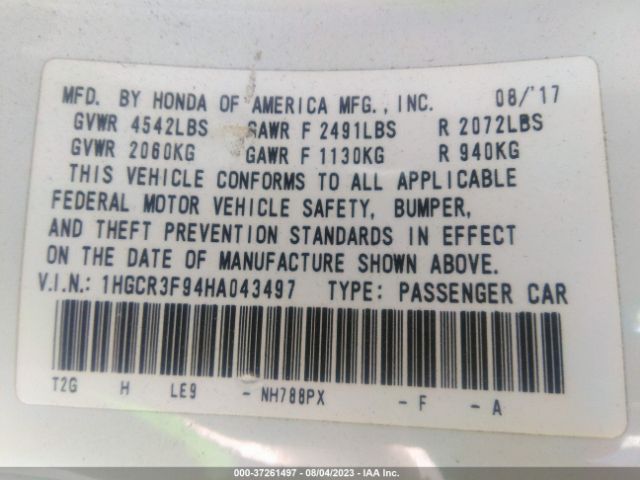 MFD. BY HONDA OF AMERICA MFG., INC. 08/'17
GVWR 4542LBS GAWR F 2491LBS R 2072LBS
GVWR 2060KG GAWR F 1130KG R 940KG
THIS VEHICLE CONFORMS TO ALL APPLICABLE
FEDERAL MOTOR VEHICLE SAFETY, BUMPER,
AND THEFT PREVENTION STANDARDS IN EFFECT
ON THE DATE OF MANUFACTURE SHOWN ABOVE.
V.I.N.: 1HGCR3F94HA043497 TYPE: PASSENGER CAR
T2G H LE9 - NH788PX - F - A
000-37261497 - 08/04/2023 - IAA Inc.